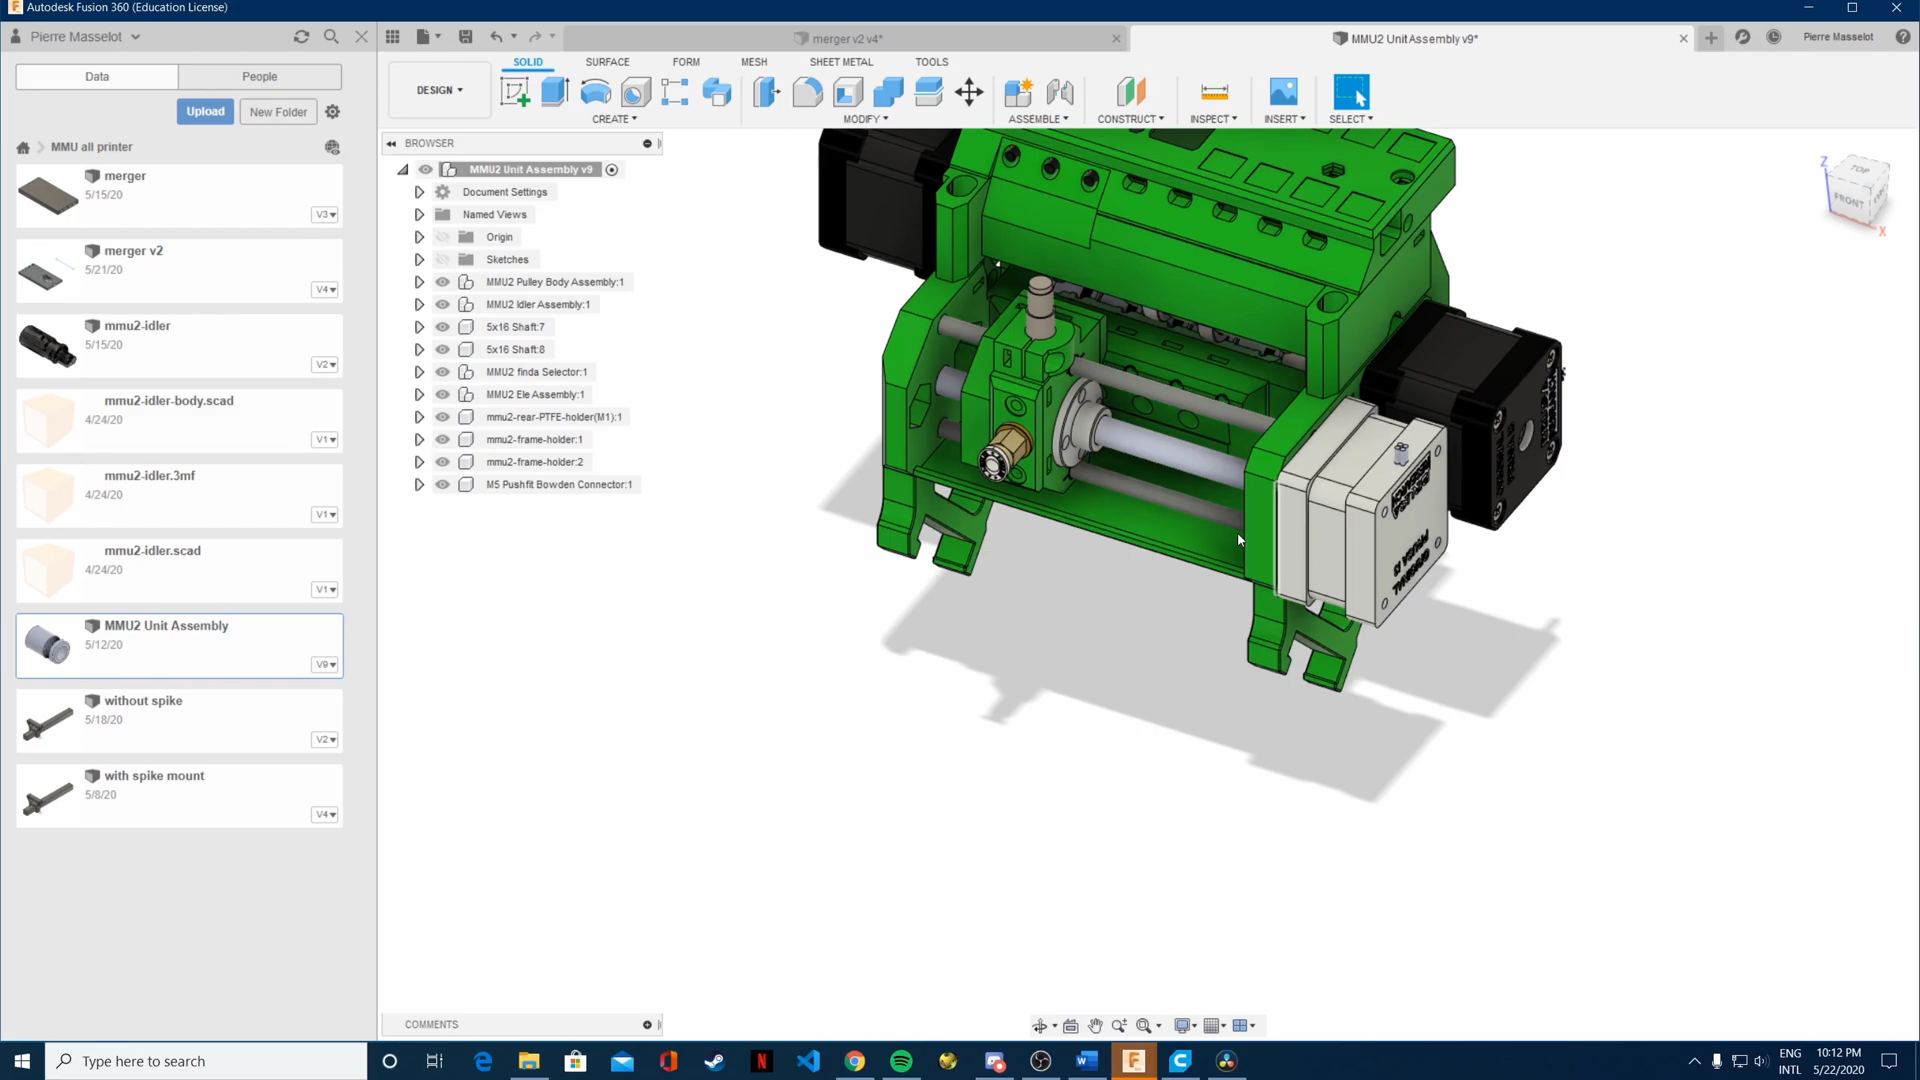 Autodesk Fusion 360 (Education License)
Pierre Masselot
merger v2 v4*
MMU2 Unit Assembly v9*
Pierre Masselot
Data
People
Upload
New Folder
MMU all printer
merger
5/15/20
V3
merger v2
5/21/20
V4
mmu2-idler
5/15/20
V2
mmu2-idler-body.scad
4/24/20
V1
mmu2-idler.3mf
4/24/20
V1
mmu2-idler.scad
4/24/20
V1
MMU2 Unit Assembly
5/12/20
V9
without spike
5/18/20
V2
with spike mount
5/8/20
V4
DESIGN
SOLID
SURFACE
FORM
MESH
SHEET METAL
TOOLS
CREATE
MODIFY
ASSEMBLE
CONSTRUCT
INSPECT
INSERT
SELECT
BROWSER
MMU2 Unit Assembly v9
Document Settings
Named Views
Origin
Sketches
MMU2 Pulley Body Assembly:1
MMU2 Idler Assembly:1
5x16 Shaft:7
5x16 Shaft:8
MMU2 finda Selector:1
MMU2 Ele Assembly:1
mmu2-rear-PTFE-holder(M1):1
mmu2-frame-holder:1
mmu2-frame-holder:2
M5 Pushfit Bowden Connector:1
Z
TOP
FRONT
X
COMMENTS
Type here to search
ENG
INTL
10:12 PM
5/22/2020